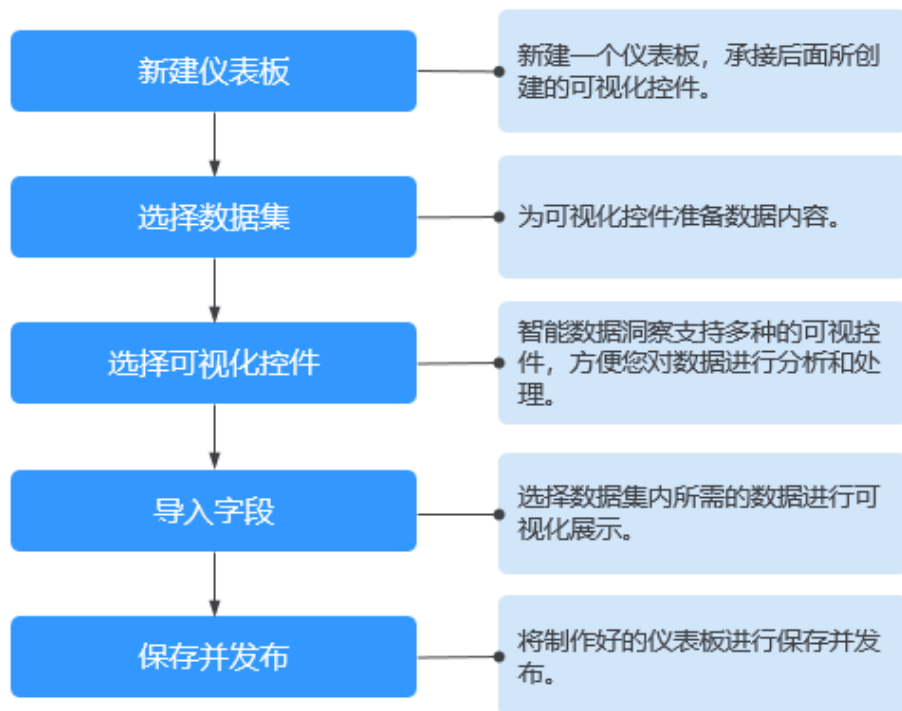 新建仪表板
新建一个仪表板，承接后面所创
建的可视化控件。
选择数据集
为可视化控件准备数据内容。
选择可视化控件
智能数据洞察支持多种的可视控
件，方便您对数据进行分析和处
理。
导入字段
选择数据集内所需的数据进行可
视化展示。
保存并发布
将制作好的仪表板进行保存并发
布。